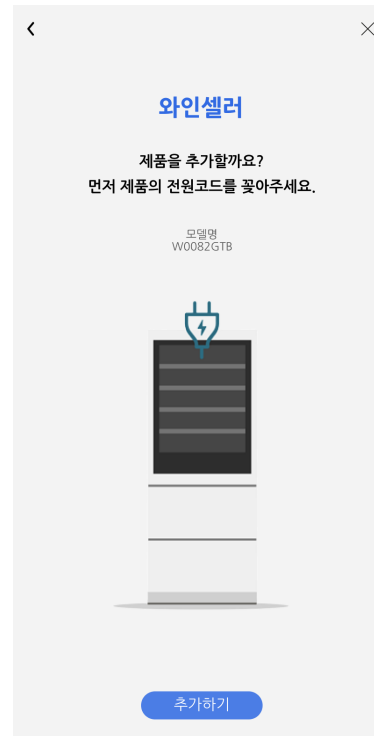 와인셀러
제품을 추가할까요?
먼저 제품의 전원코드를 꽂아주세요.
모델명
W0082GTB
추가하기